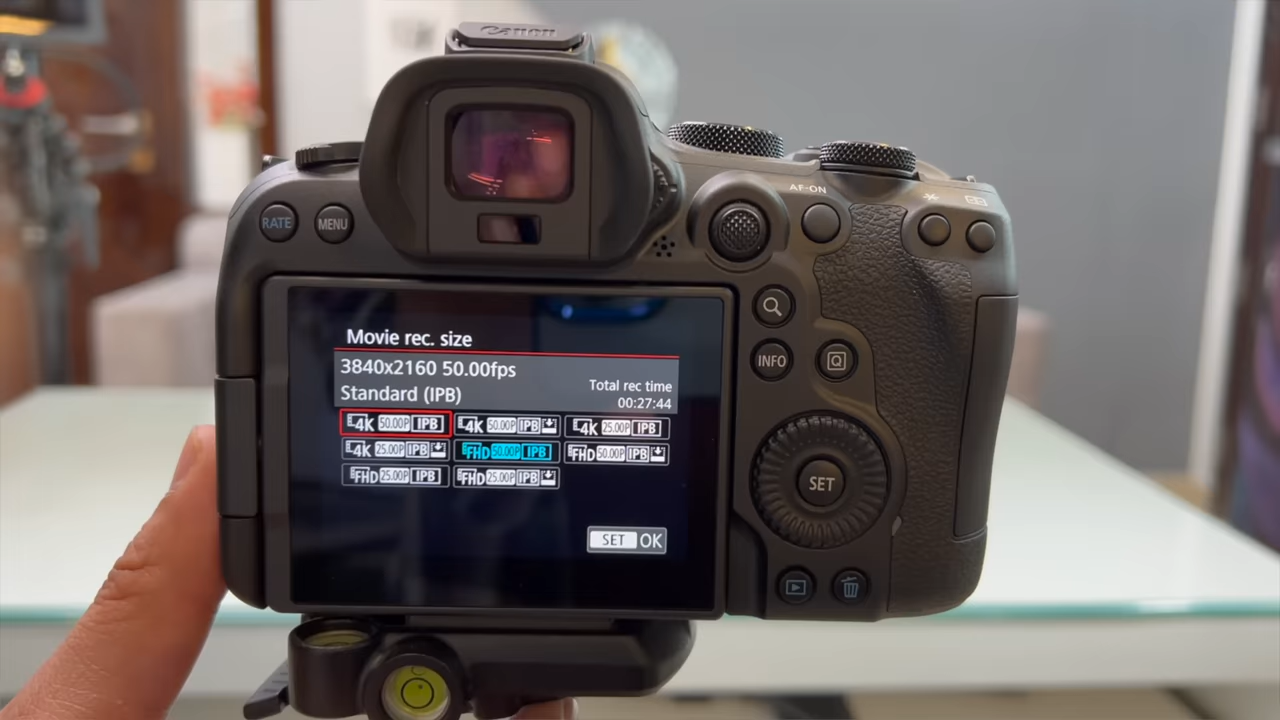 Canon
RATE
MENU
AF-ON
INFO
Q
SET
Movie rec. size
3840x2160 50.00fps
Standard (IPB)
Total rec time
00:27:44
4K 50.00P IPB
4K 50.00P IPB
4K 25.00P IPB
4K 25.00P IPB
FHD 50.00P IPB
FHD 50.00P IPB
FHD 25.00P IPB
FHD 25.00P IPB
SET OK